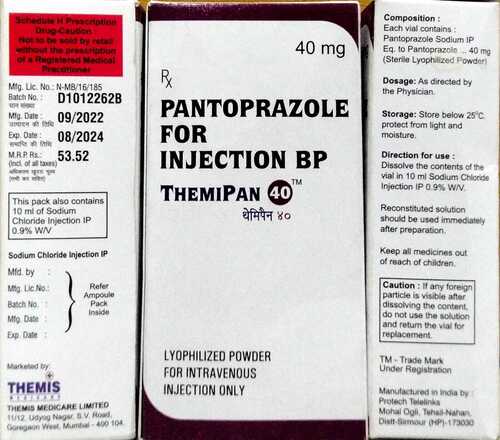 Schedule H Prescription
Drug-Caution
Not to be sold by retail
without the prescription
of a Registered Medical
Practitioner
Mfg. Lic. No.: N-MB/16/185
Batch No. : D1012262B
घान संख्या
Mfg. Date : 09/2022
उत्पादन की तिथि
Exp. Date : 08/2024
समाप्ति की तिथि
M.R.P. Rs.: 53.52
(Incl. of all taxes)
अधिकतम खुदरा मूल्य
This pack also contains
10 ml of Sodium
Chloride Injection IP
0.9% W/V
Sodium Chloride Injection IP
Mfd. by :
Mfg. Lic.No.:
Batch No. :
Mfg. Date :
Exp. Date :
Refer
Ampoule
Pack
Inside
Marketed by:
THEMIS
MEDICARE
THEMIS MEDICARE LIMITED
11/12, Udyog Nagar, S.V. Road,
Goregaon West, Mumbai - 400 104.
40 mg
Rx
PANTOPRAZOLE
FOR
INJECTION BP
THEMIPAN 40 TM
थेमिपैन ४०
LYOPHILIZED POWDER
FOR INTRAVENOUS
INJECTION ONLY
Composition :
Each vial contains :
Pantoprazole Sodium IP
Eq. to Pantoprazole .. 40 mg
(Sterile Lyophilized Powder)
Dosage: As directed by
the Physician.
Storage: Store below 25°C,
protect from light and
moisture.
Direction for use :
Dissolve the contents of the
vial in 10 ml Sodium Chloride
Injection IP 0.9% W/V.
Reconstituted solution
should be used immediately
after preparation.
Keep all medicines out
of reach of children.
Caution : If any foreign
particle is visible after
dissolving the content,
do not use the solution
and return the vial for
replacement.
TM - Trade Mark
Under Registration
Manufactured in India by :
Protech Telelinks
Mohal Ogli, Tehsil-Nahan,
Distt-Sirmour (HP)-173030